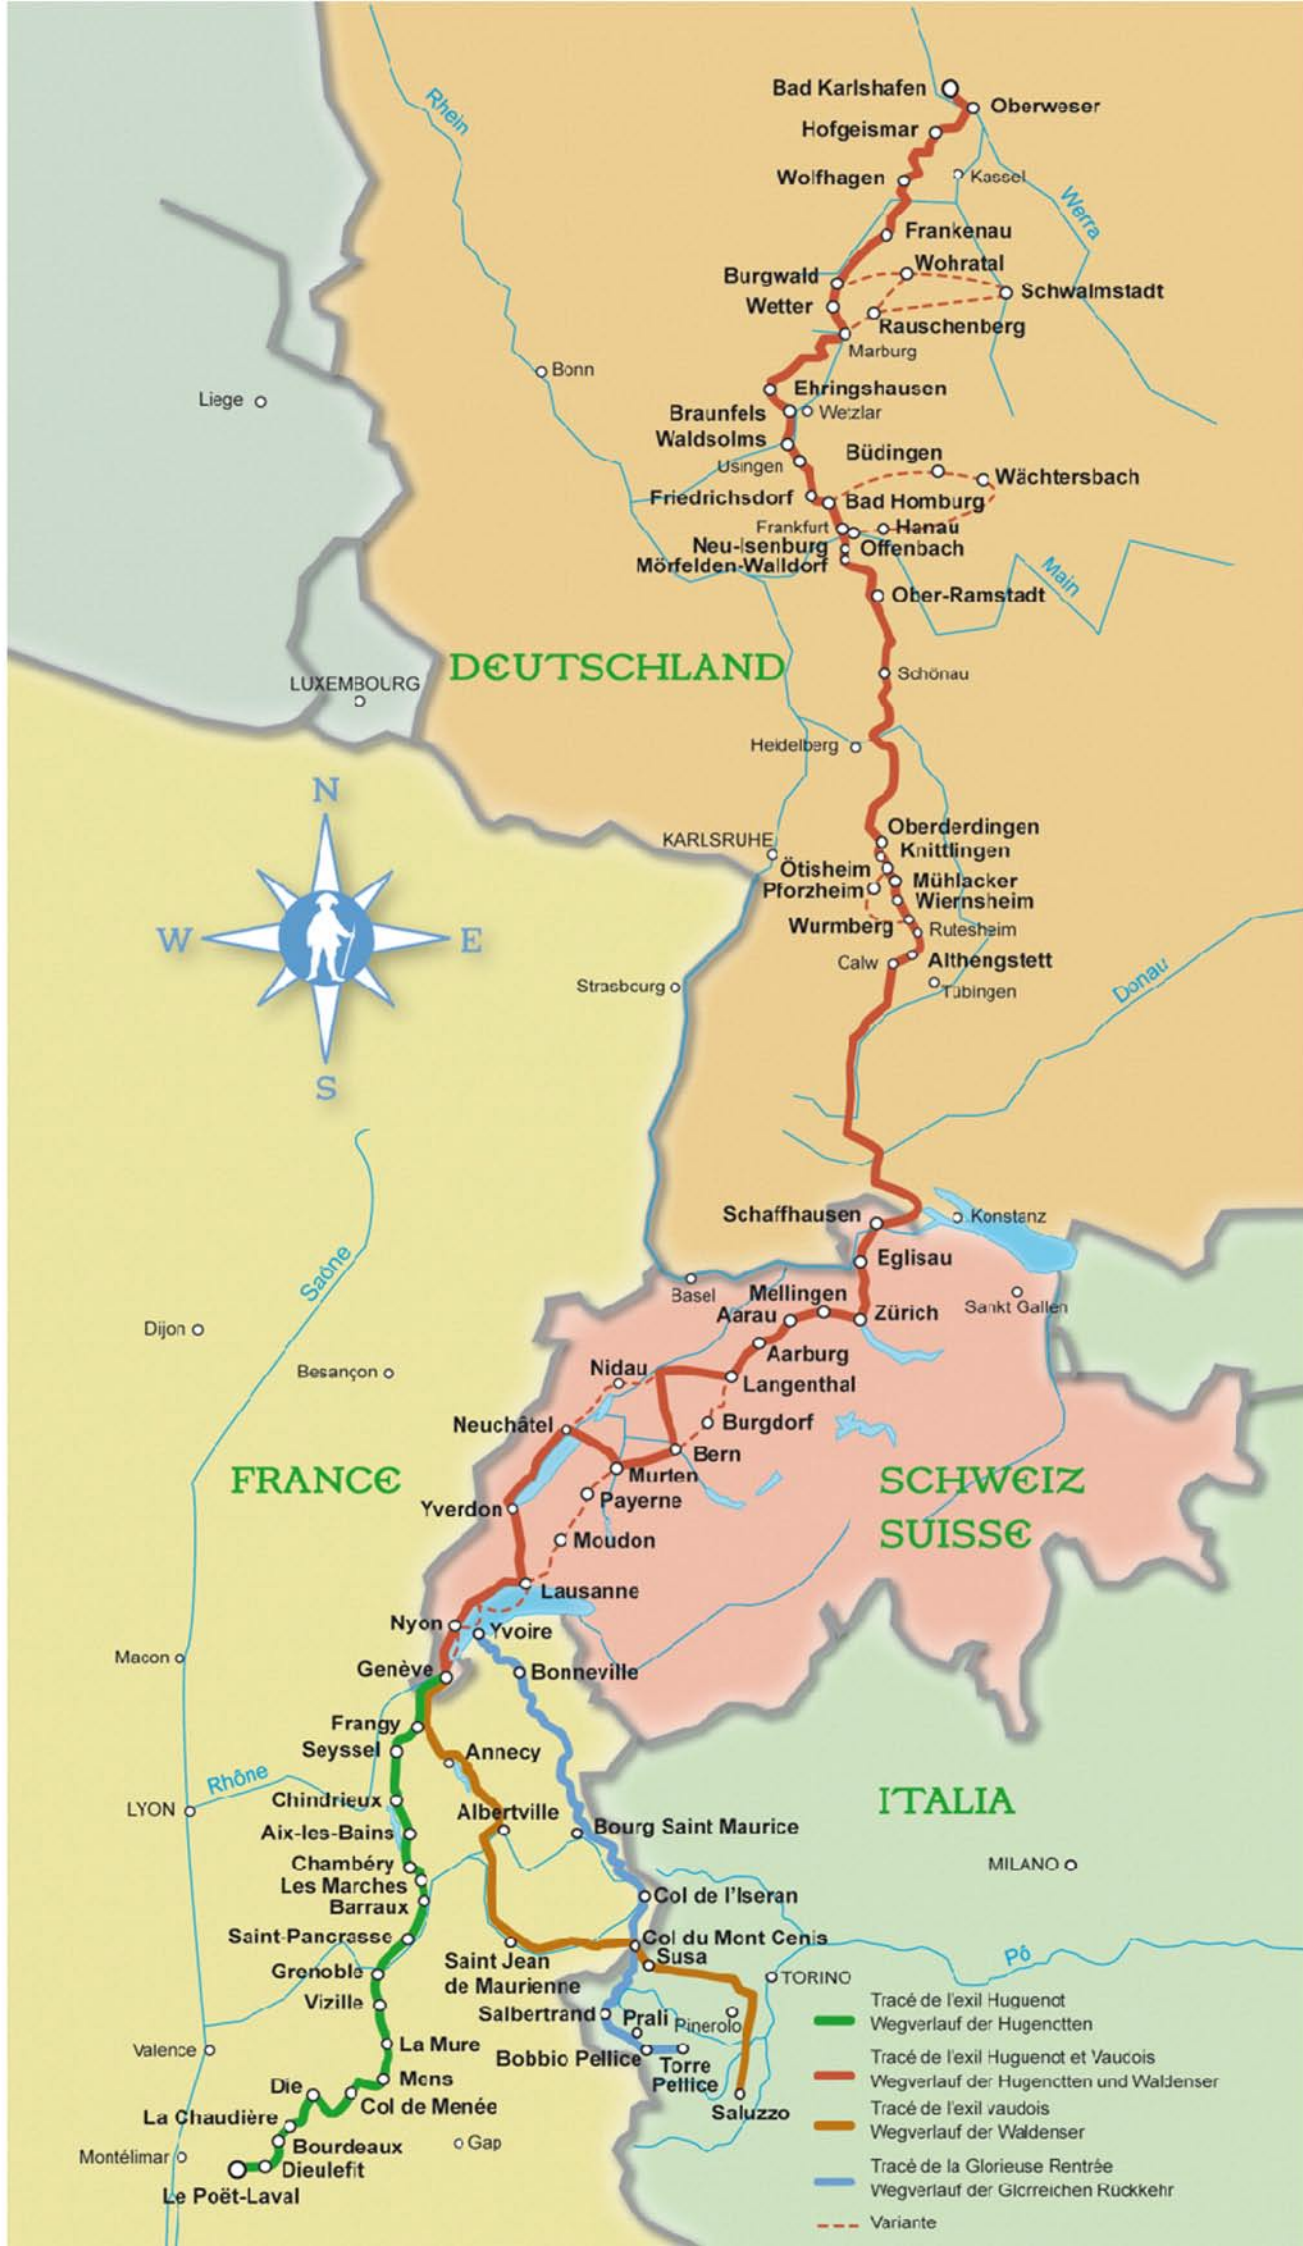 Bad Karlshafen
Oberweser
Hofgeismar
Rhein
Wolfhagen
Kassel
Werra
Frankenau
Wohratal
Burgwald
Schwalmstadt
Wetter
Rauschenberg
Marburg
Bonn
Ehringshausen
Liege
Braunfels
Wetzlar
Waldsolms
Büdingen
Usingen
Wächtersbach
Friedrichsdorf
Bad Homburg
Frankfurt
Hanau
Neu-Isenburg
Offenbach
Mörfelden-Walldorf
Main
Ober-Ramstadt
DEUTSCHLAND
Schönau
LUXEMBOURG
Heidelberg
N
Oberderdingen
KARLSRUHE
Knittlingen
Ötisheim
Mühlacker
Pforzheim
Wiernsheim
Wurmberg
Rutesheim
W
E
Calw
Althengstett
Strasbourg
Tübingen
Donau
S
Schaffhausen
Konstanz
Saône
Eglisau
Basel
Mellingen
Sankt Gallen
Aarau
Zürich
Dijon
Aarburg
Besançon
Nidau
Langenthal
Neuchâtel
Burgdorf
Bern
FRANCE
Murten
SCHWEIZ
Payerne
Yverdon
SUISSE
Moudon
Lausanne
Nyon
Yvoire
Macon
Genève
Bonneville
Frangy
Seyssel
Annecy
Rhône
Chindrieux
ITALIA
LYON
Albertville
Aix-les-Bains
Bourg Saint Maurice
Chambéry
MILANO
Les Marches
Col de l'Iseran
Barraux
Saint-Pancrasse
Col du Mont Cenis
Saint Jean
de Maurienne
Susa
Pô
Grenoble
TORINO
Vizille
Salbertrand
Prali
Pinerolo
Tracé de l'exil Huguenot
Wegverlauf der Hugenotten
La Mure
Valence
Bobbio Pellice
Torre
Pellice
Tracé de l'exil Huguenot et Vaudois
Wegverlauf der Hugenotten und Waldenser
Mens
Die
Col de Menée
Saluzzo
Tracé de l'exil vaudois
Wegverlauf der Waldenser
La Chaudière
Bourdeaux
Gap
Montélimar
Dieulefit
Tracé de la Glorieuse Rentrée
Wegverlauf der Glorreichen Rückkehr
Le Poët-Laval
Variante